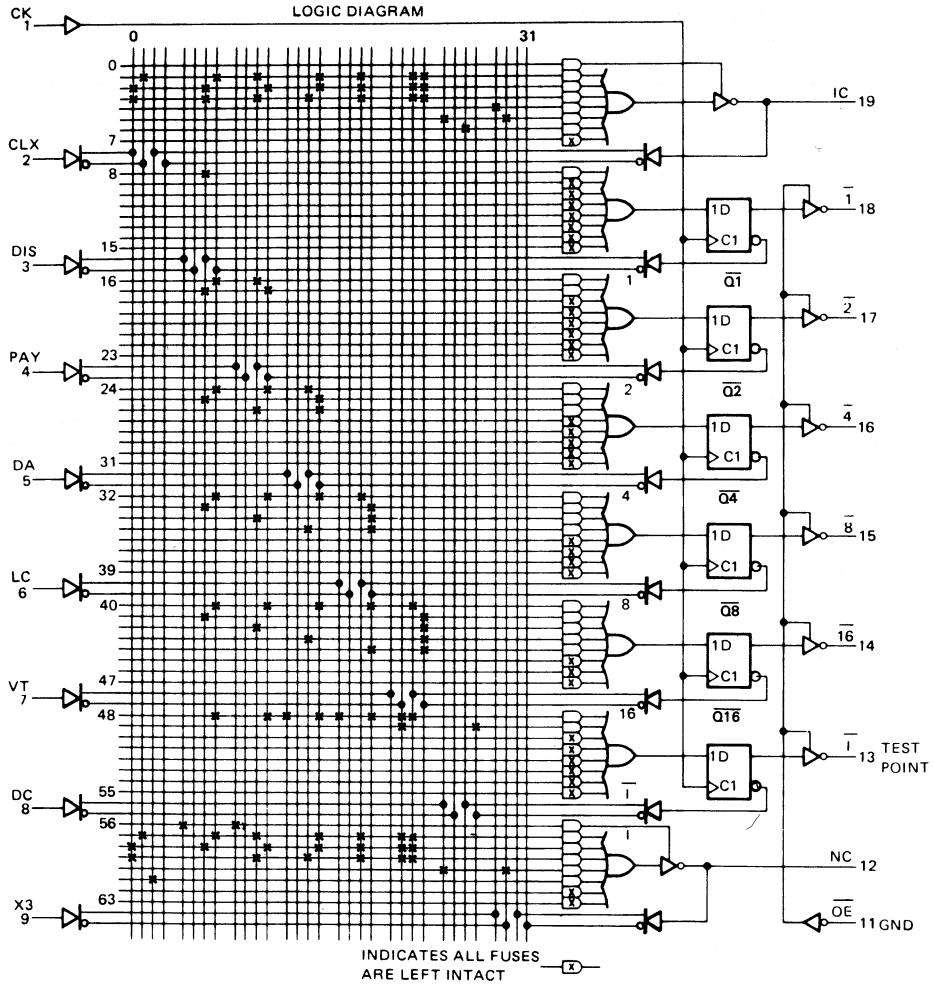 LOGIC DIAGRAM
CK
1
0
31
0
IC
19
7
CLX
2
8
1D
C1
1
18
15
DIS
3
16
1
Q1
1D
C1
2
17
23
PAY
4
24
2
Q2
1D
C1
4
16
31
DA
5
32
4
Q4
1D
C1
8
15
39
LC
6
40
8
Q8
1D
C1
16
14
47
VT
7
48
16
Q16
1D
C1
I
13
TEST
POINT
55
DC
8
56
I
I
NC
12
63
X3
9
OE
11 GND
INDICATES ALL FUSES
ARE LEFT INTACT
X